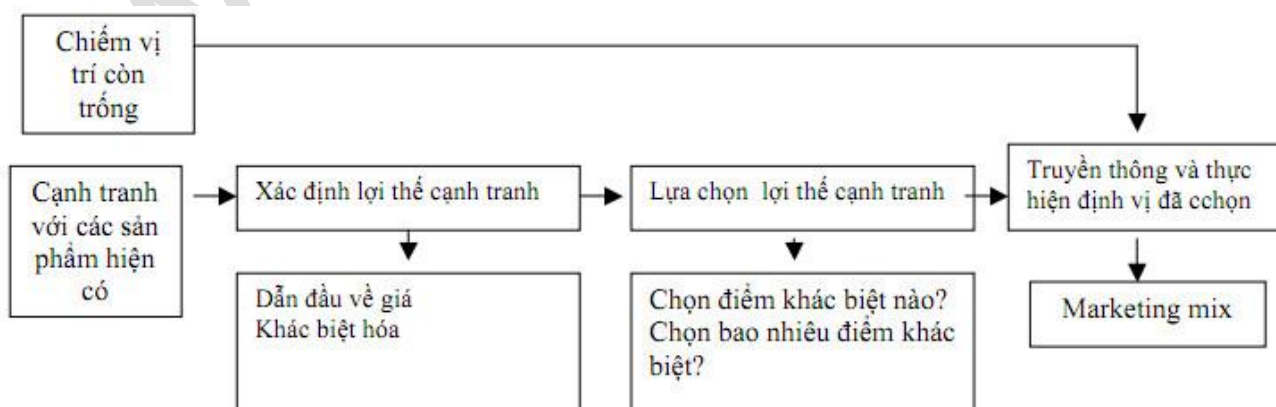 Chiếm vị
trí còn
trống
Cạnh tranh
với các sản
phẩm hiện
có
Xác định lợi thế cạnh tranh
Lựa chọn lợi thế cạnh tranh
Truyền thông và thực
hiện định vị đã cchọn
Dẫn đầu về giá
Khác biệt hóa
Chọn điểm khác biệt nào?
Chọn bao nhiêu điểm khác
biệt?
Marketing mix